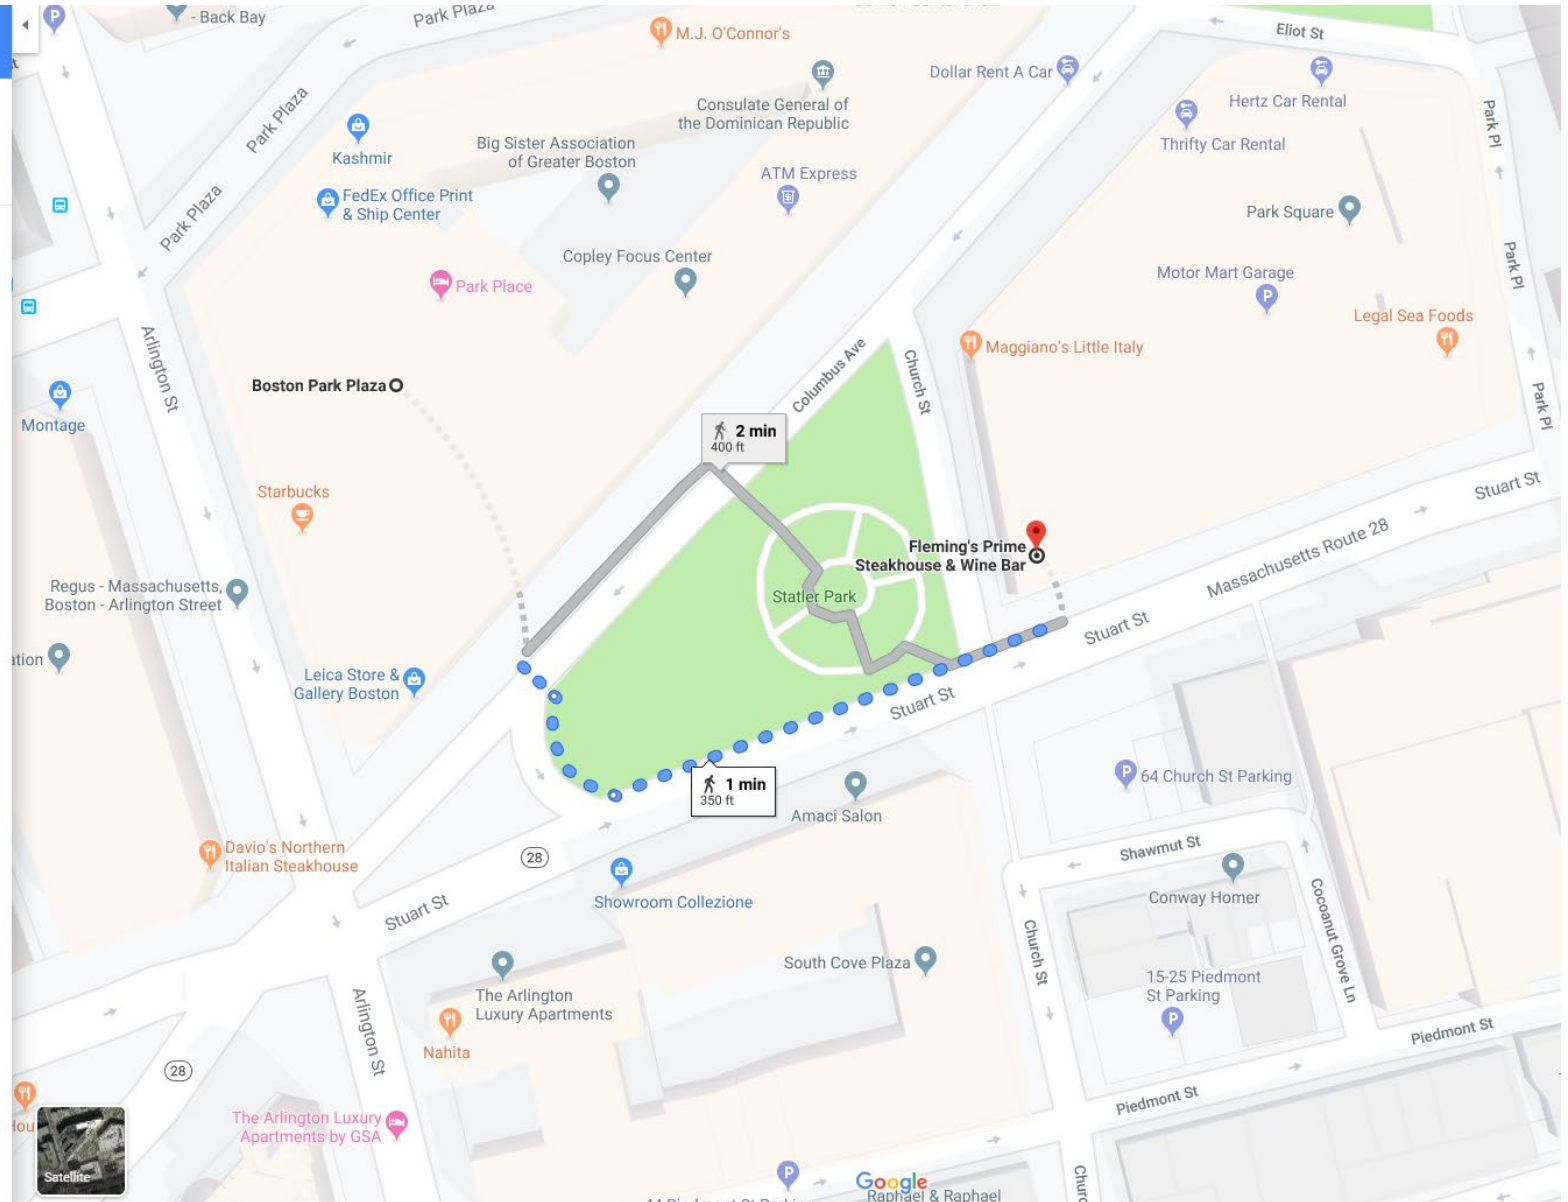 - Back Bay
Park Plaza
M.J. O'Connor's
Eliot St
Dollar Rent A Car
Hertz Car Rental
Consulate General of
the Dominican Republic
Park Plaza
Park Pl
Thrifty Car Rental
Kashmir
Big Sister Association
of Greater Boston
ATM Express
FedEx Office Print
& Ship Center
Park Plaza
Park Square
Copley Focus Center
Park Pl
Motor Mart Garage
Park Place
Legal Sea Foods
Arlington St
Maggiano's Little Italy
Columbus Ave
Church St
Boston Park Plaza
Park Pl
Montage
2 min
400 ft
Starbucks
Stuart St
Massachusetts Route 28
Fleming's Prime
Steakhouse & Wine Bar
Regus - Massachusetts,
Boston - Arlington Street
Statler Park
Stuart St
ation
Leica Store &
Gallery Boston
Stuart St
1 min
350 ft
64 Church St Parking
Amaci Salon
Davio's Northern
Italian Steakhouse
28
Shawmut St
Showroom Collezione
Conway Homer
Stuart St
Cocoanut Grove Ln
Church St
South Cove Plaza
15-25 Piedmont
St Parking
The Arlington
Luxury Apartments
Arlington St
Nahita
Piedmont St
28
Piedmont St
The Arlington Luxury
Apartments by GSA
Satellite
Google
Raphael & Raphael